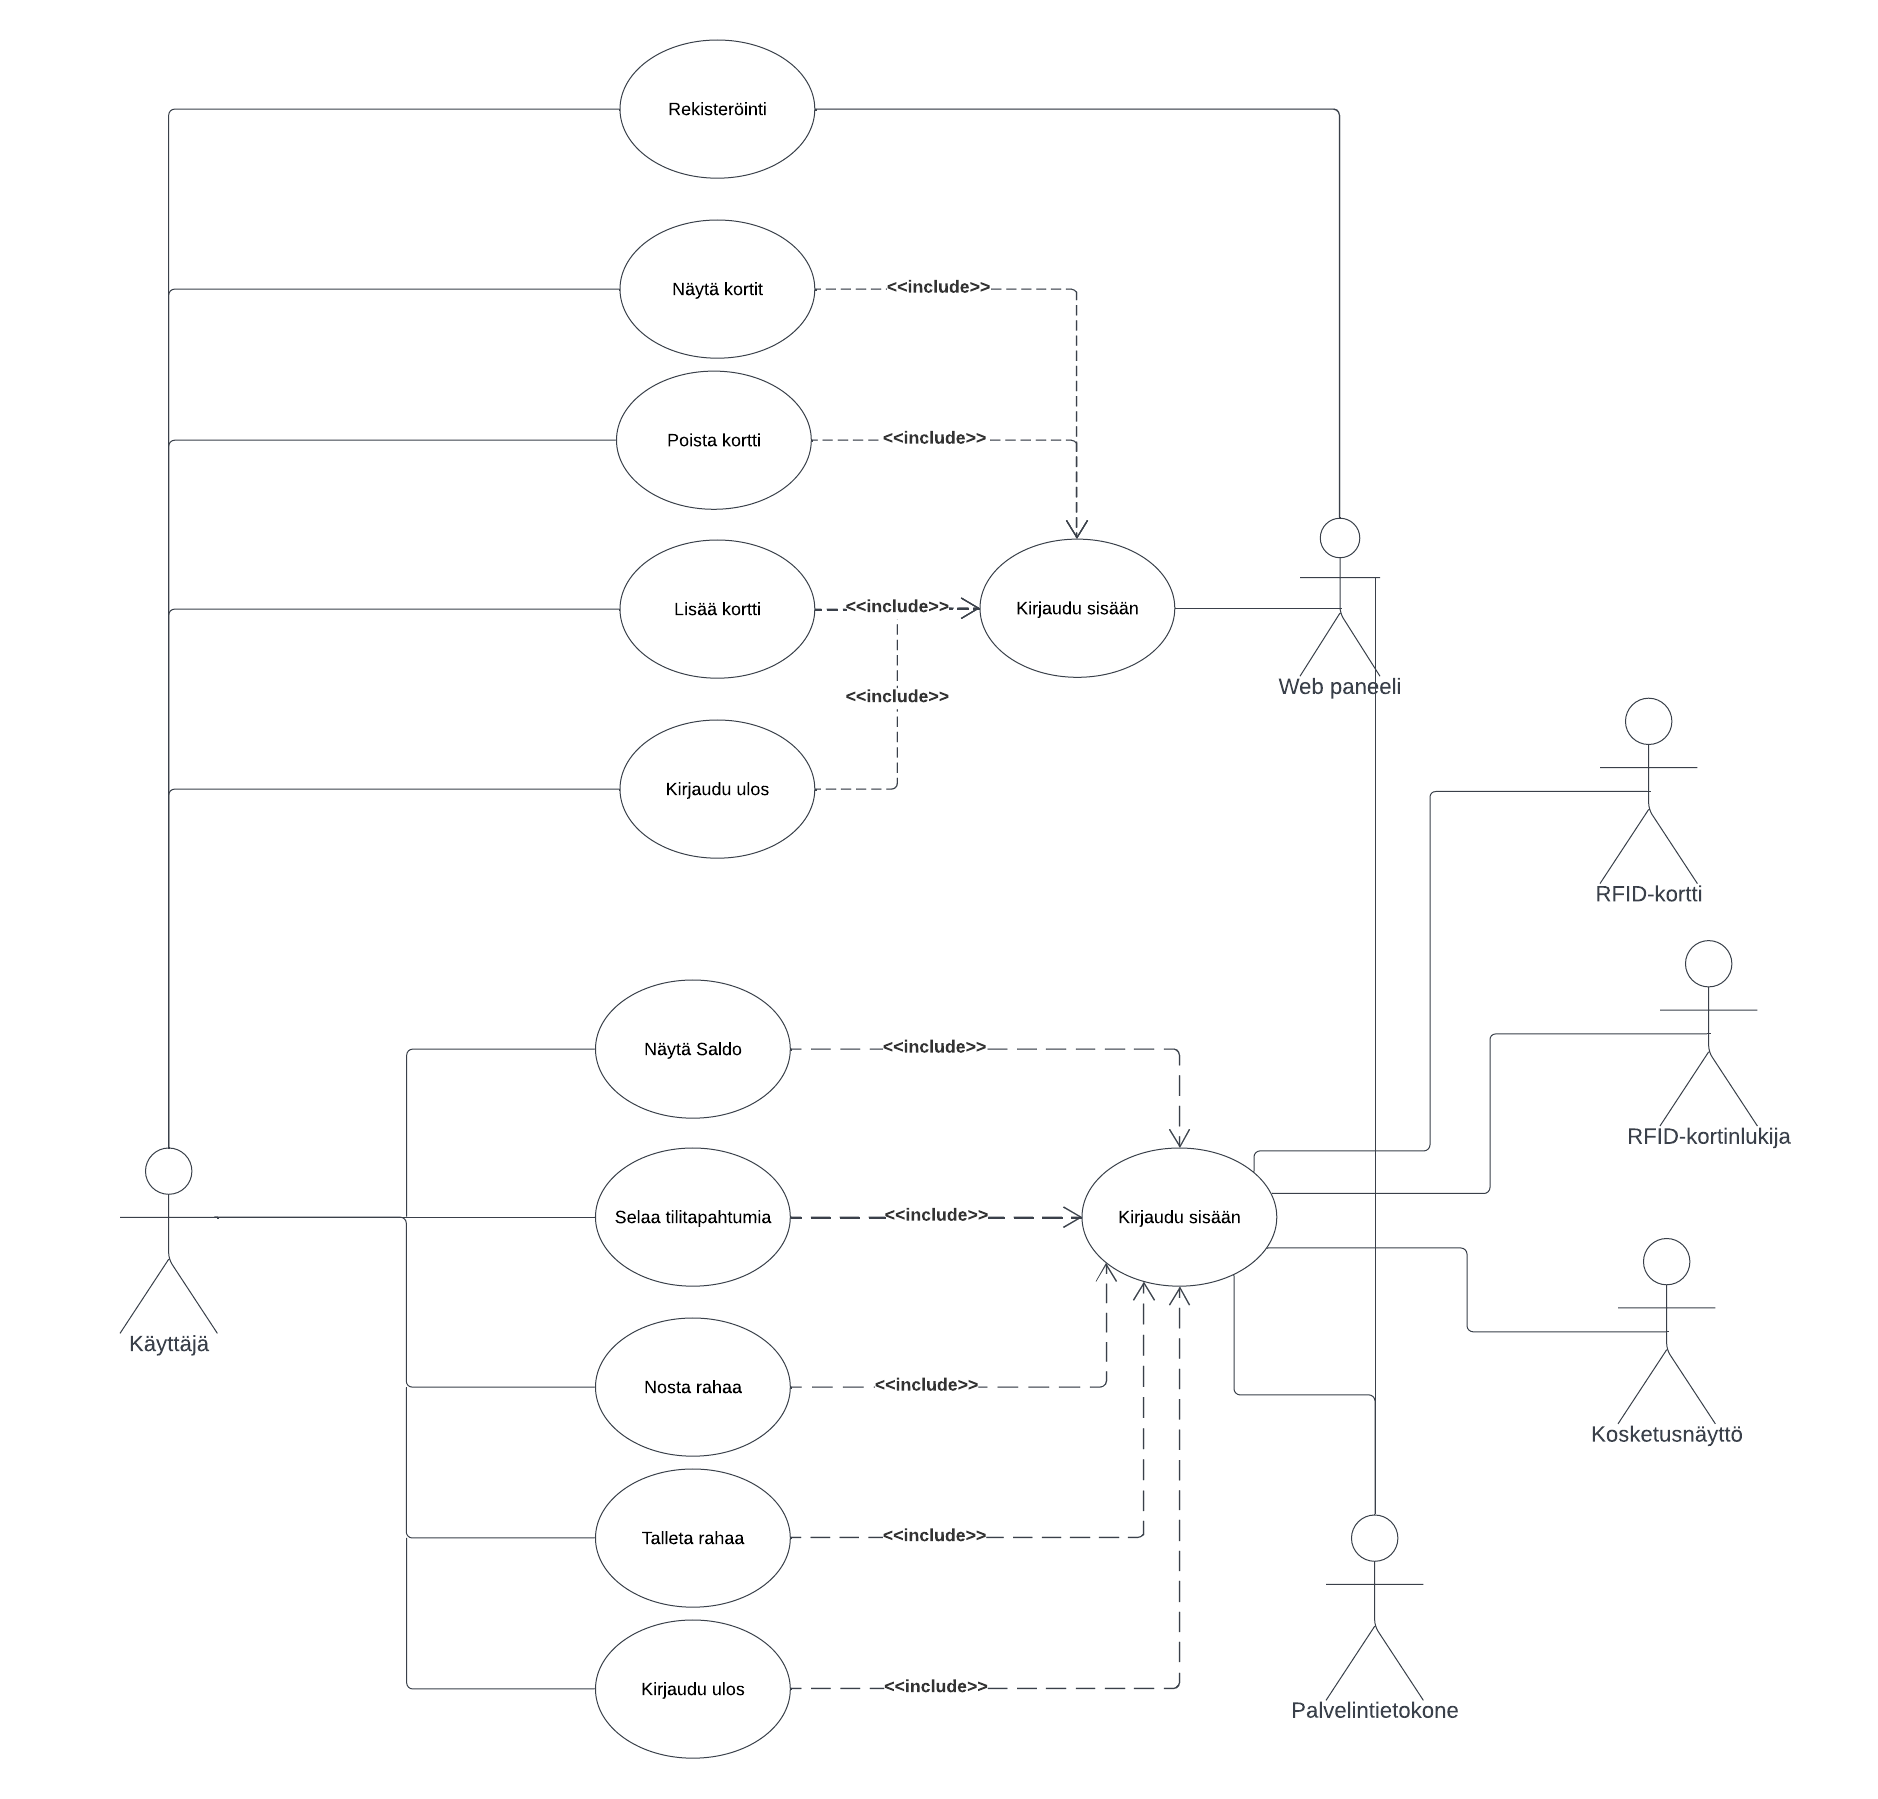 Rekisteröinti
Näytä kortit
<<include>>
Poista kortti
<<include>>
Lisää kortti
<<include>>
Kirjaudu sisään
Web paneeli
<<include>>
Kirjaudu ulos
RFID-kortti
Näytä Saldo
<<include>>
RFID-kortinlukija
Käyttäjä
Selaa tilitapahtumia
<<include>>
Kirjaudu sisään
Nosta rahaa
<<include>>
Kosketusnäyttö
Talleta rahaa
<<include>>
Kirjaudu ulos
<<include>>
Palvelintietokone